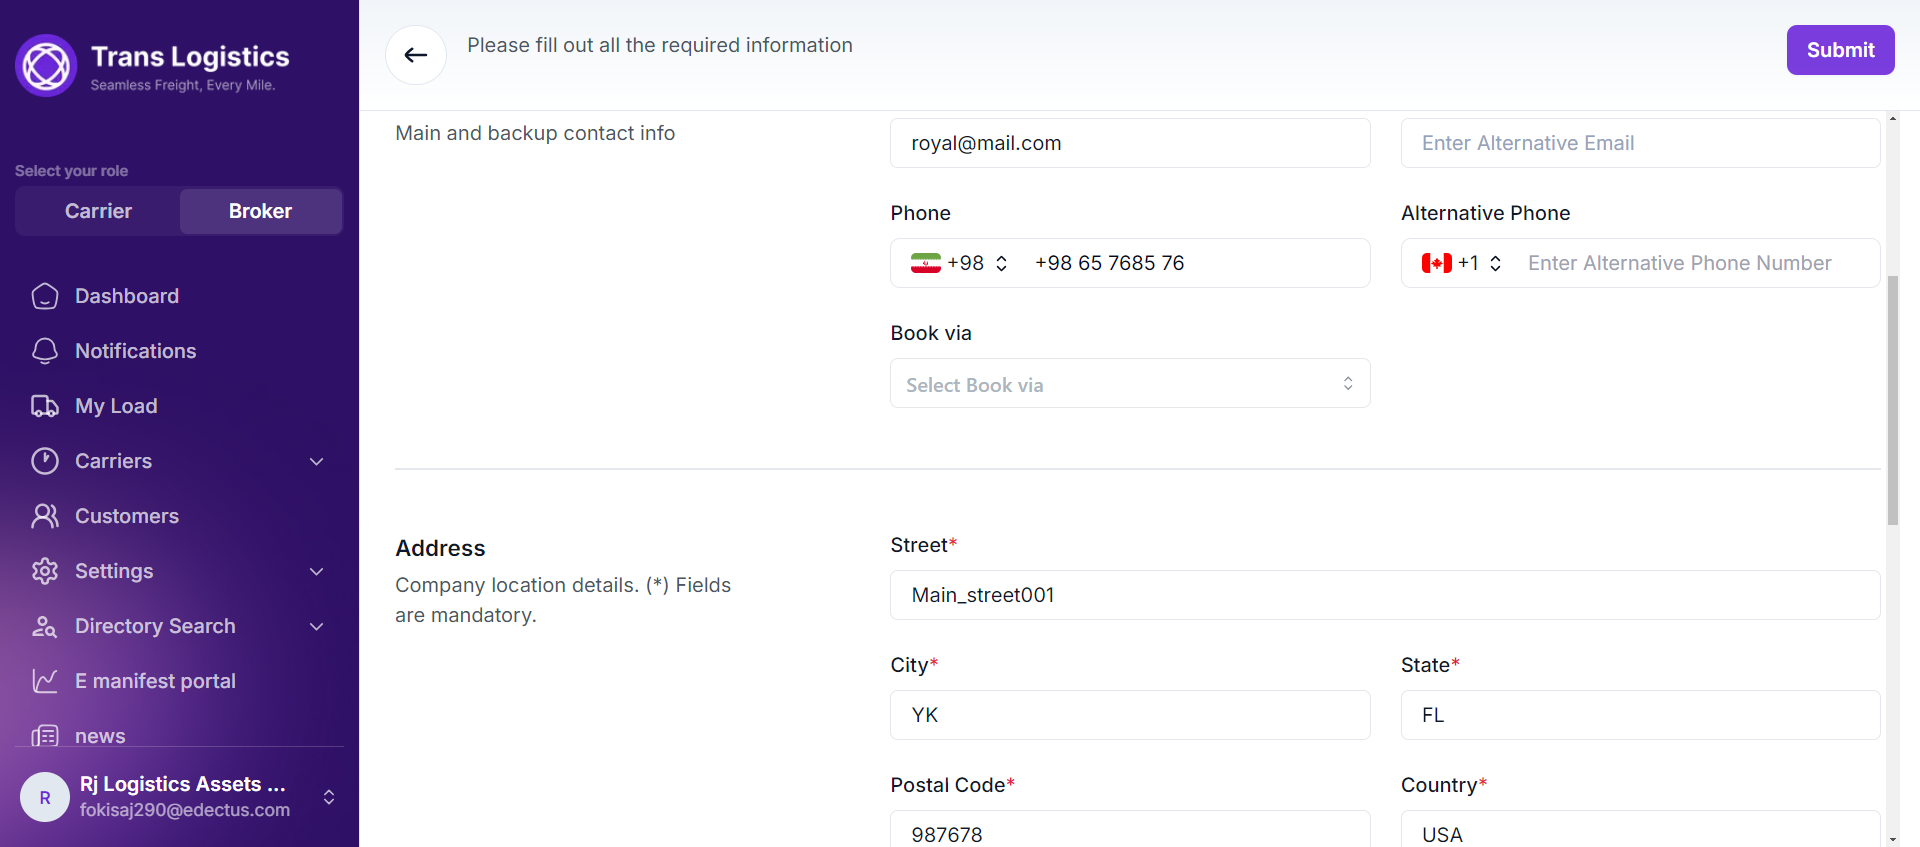 Trans Logistics
Seamless Freight, Every Mile.
Select your role
Carrier
Broker
Dashboard
Notifications
My Load
Carriers
Customers
Settings
Directory Search
E manifest portal
news
R
Rj Logistics Assets ...
fokisaj290@edectus.com
Please fill out all the required information
Submit
Main and backup contact info
royal@mail.com
Enter Alternative Email
Phone
Alternative Phone
+98
+98 65 7685 76
+1
Enter Alternative Phone Number
Book via
Select Book via
Address
Company location details. (*) Fields
are mandatory.
Street*
Main_street001
City*
State*
YK
FL
Postal Code*
Country*
987678
USA